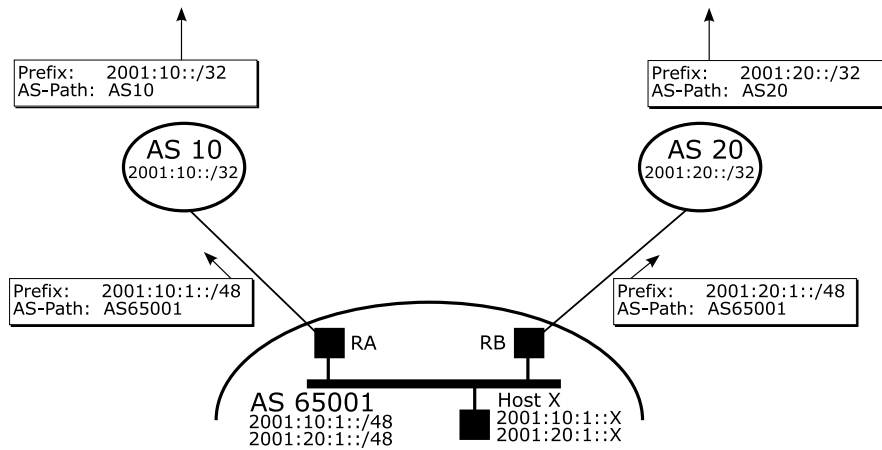 Prefix: 2001:10::/32
AS-Path: AS10
Prefix: 2001:20::/32
AS-Path: AS20
AS 10
2001:10::/32
AS 20
2001:20::/32
Prefix: 2001:10:1::/48
AS-Path: AS65001
Prefix: 2001:20:1::/48
AS-Path: AS65001
RA
RB
AS 65001
2001:10:1::/48
2001:20:1::/48
Host X
2001:10:1::X
2001:20:1::X